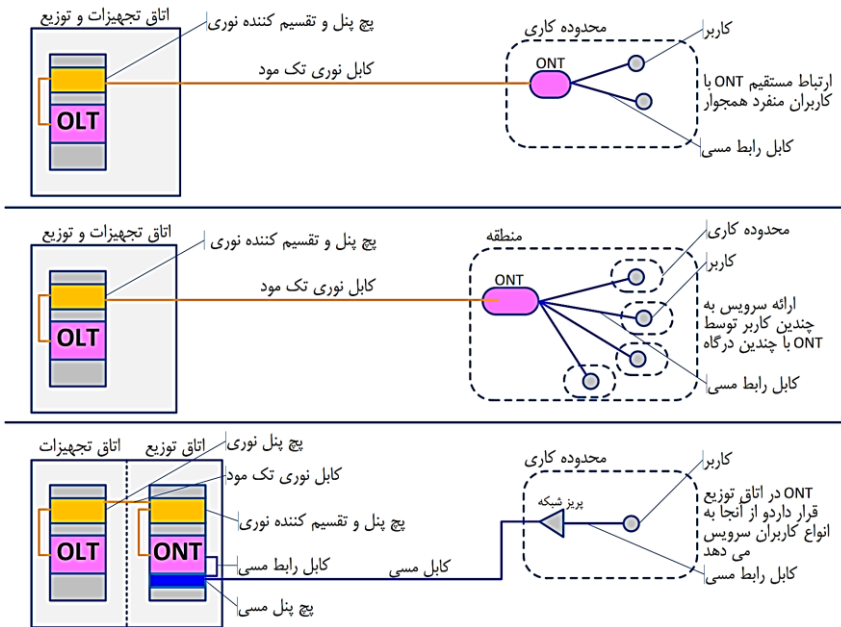 اتاق تجهیزات و توزیع
پچ پنل و تقسیم کننده نوری
کابل نوری تک مود
OLT
محدوده کاری
کاربر
ONT
ارتباط مستقیم ONT با
کاربران منفرد همجوار
کابل رابط مسی
اتاق تجهیزات و توزیع
پچ پنل و تقسیم کننده نوری
کابل نوری تک مود
OLT
منطقه
محدوده کاری
کاربر
ONT
ارائه سرویس به
چندین کاربر توسط
ONT با چندین درگاه
کابل رابط مسی
اتاق تجهیزات
اتاق توزیع
پچ پنل نوری
کابل نوری تک مود
پچ پنل و تقسیم کننده نوری
OLT
ONT
کابل رابط مسی
پچ پنل مسی
کابل مسی
محدوده کاری
پریز شبکه
کاربر
ONT در اتاق توزیع
قرار داردو از آنجا به
انواع کاربران سرویس
می دهد
کابل رابط مسی